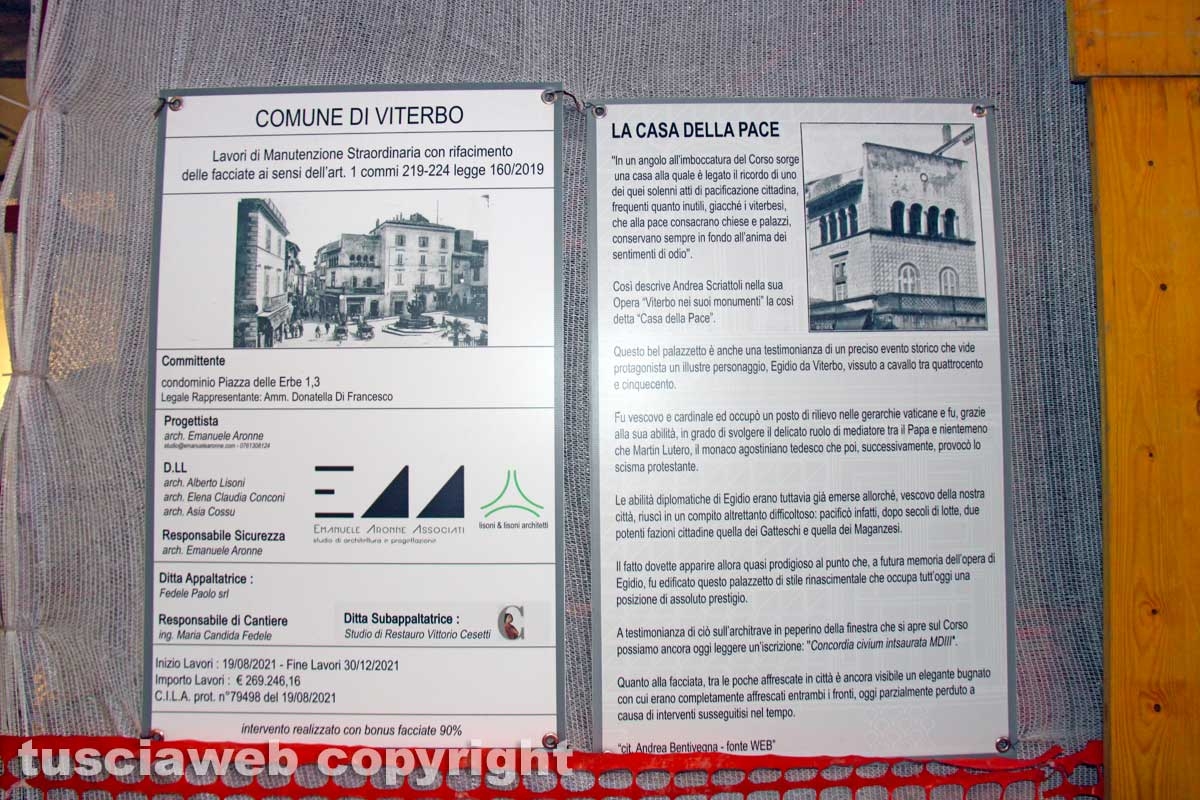 COMUNE DI VITERBO
Lavori di Manutenzione Straordinaria con rifacimento
delle facciate ai sensi dell'art. 1 commi 219-224 legge 160/2019
Committente
condominio Piazza delle Erbe 1,3
Legale Rappresentante: Amm. Donatella Di Francesco
Progettista
arch. Emanuele Aronne
studio@emanuelearonne.com - 0761308124
D.LL
arch. Alberto Lisoni
arch. Elena Claudia Conconi
arch. Asia Cossu
Responsabile Sicurezza
arch. Emanuele Aronne
EMANUELE ARONNE ASSOCIATI
studio di architettura e progettazione
lisoni & lisoni architetti
Ditta Appaltatrice :
Fedele Paolo srl
Responsabile di Cantiere
ing. Maria Candida Fedele
Ditta Subappaltatrice :
Studio di Restauro Vittorio Cesetti
Inizio Lavori : 19/08/2021 - Fine Lavori 30/12/2021
Importo Lavori : € 269.246,16
C.I.L.A. prot. n°79498 del 19/08/2021
intervento realizzato con bonus facciate 90%
LA CASA DELLA PACE
"In un angolo all'imboccatura del Corso sorge
una casa alla quale è legato il ricordo di uno
dei quei solenni atti di pacificazione cittadina,
frequenti quanto inutili, giacché i viterbesi,
che alla pace consacrano chiese e palazzi,
conservano sempre in fondo all'anima dei
sentimenti di odio".
Così descrive Andrea Scriattoli nella sua
Opera "Viterbo nei suoi monumenti" la così
detta "Casa della Pace".
Questo bel palazzetto è anche una testimonianza di un preciso evento storico che vide
protagonista un illustre personaggio, Egidio da Viterbo, vissuto a cavallo tra quattrocento
e cinquecento.
Fu vescovo e cardinale ed occupò un posto di rilievo nelle gerarchie vaticane e fu, grazie
alla sua abilità, in grado di svolgere il delicato ruolo di mediatore tra il Papa e nientemeno
che Martin Lutero, il monaco agostiniano tedesco che poi, successivamente, provocò lo
scisma protestante.
Le abilità diplomatiche di Egidio erano tuttavia già emerse allorché, vescovo della nostra
città, riuscì in un compito altrettanto difficoltoso: pacificò infatti, dopo secoli di lotte, due
potenti fazioni cittadine quella dei Gatteschi e quella dei Maganzesi.
Il fatto dovette apparire allora quasi prodigioso al punto che, a futura memoria dell'opera di
Egidio, fu edificato questo palazzetto di stile rinascimentale che occupa tutt'oggi una
posizione di assoluto prestigio.
A testimonianza di ciò sull'architrave in peperino della finestra che si apre sul Corso
possiamo ancora oggi leggere un'iscrizione: "Concordia civium intsaurata MDIII".
Quanto alla facciata, tra le poche affrescate in città è ancora visibile un elegante bugnato
con cui erano completamente affrescati entrambi i fronti, oggi parzialmente perduto a
causa di interventi susseguitisi nel tempo.
"cit. Andrea Bentivegna - fonte WEB"
tusciaweb copyright